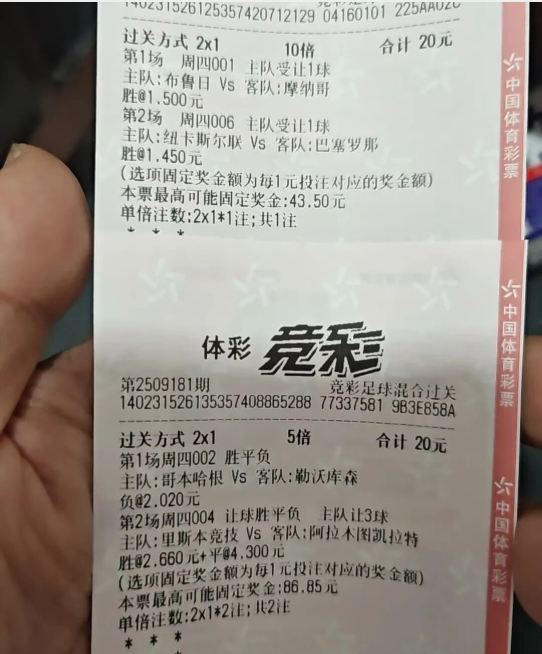 140231526125357420712129 04160101 225AA020
过关方式 2x1 10倍 合计 20元
第1场 周四001 主队受让1球
主队:布鲁日 Vs 客队:摩纳哥
胜@1.500元
第2场 周四006 主队受让1球
主队:纽卡斯尔联 Vs 客队:巴塞罗那
胜@1.450元
(选项固定奖金额为每1元投注对应的奖金额)
本票最高可能固定奖金:43.50元
单倍注数:2x1*1注;共1注
* * *
体彩 竞彩
第2509181期 竞彩足球混合过关
140231526135357408865288 77337581 9B3E858A
过关方式 2x1 5倍 合计 20元
第1场周四002 胜平负
主队:哥本哈根 Vs 客队:勒沃库森
负@2.020元
第2场周四004 让球胜平负 主队让3球
主队:里斯本竞技 Vs 客队:阿拉木图凯拉特
胜@2.660元+平@4.300元
(选项固定奖金额为每1元投注对应的奖金额)
本票最高可能固定奖金:86.85元
单倍注数:2x1*2注;共2注
* * *
中国体育彩票
中国体育彩票
中国体育彩票